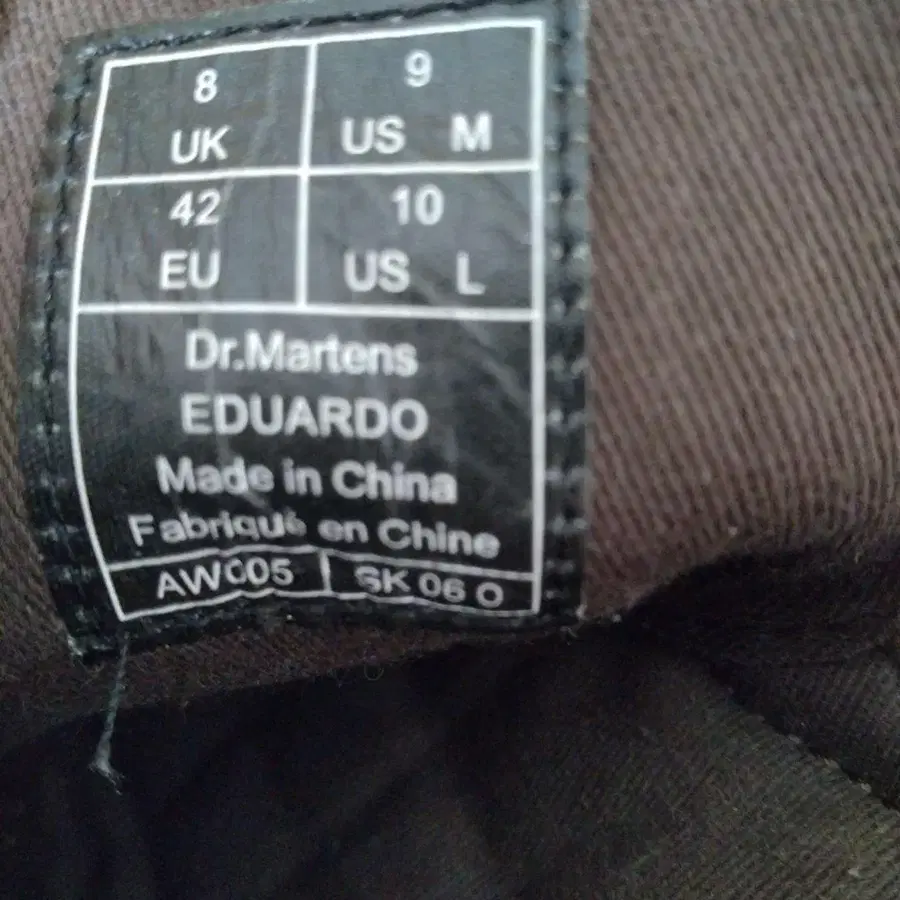 8
UK
9
US M
42
EU
10
US L
Dr.Martens
EDUARDO
Made in China
Fabriqué en Chine
AW005
SK 06 O